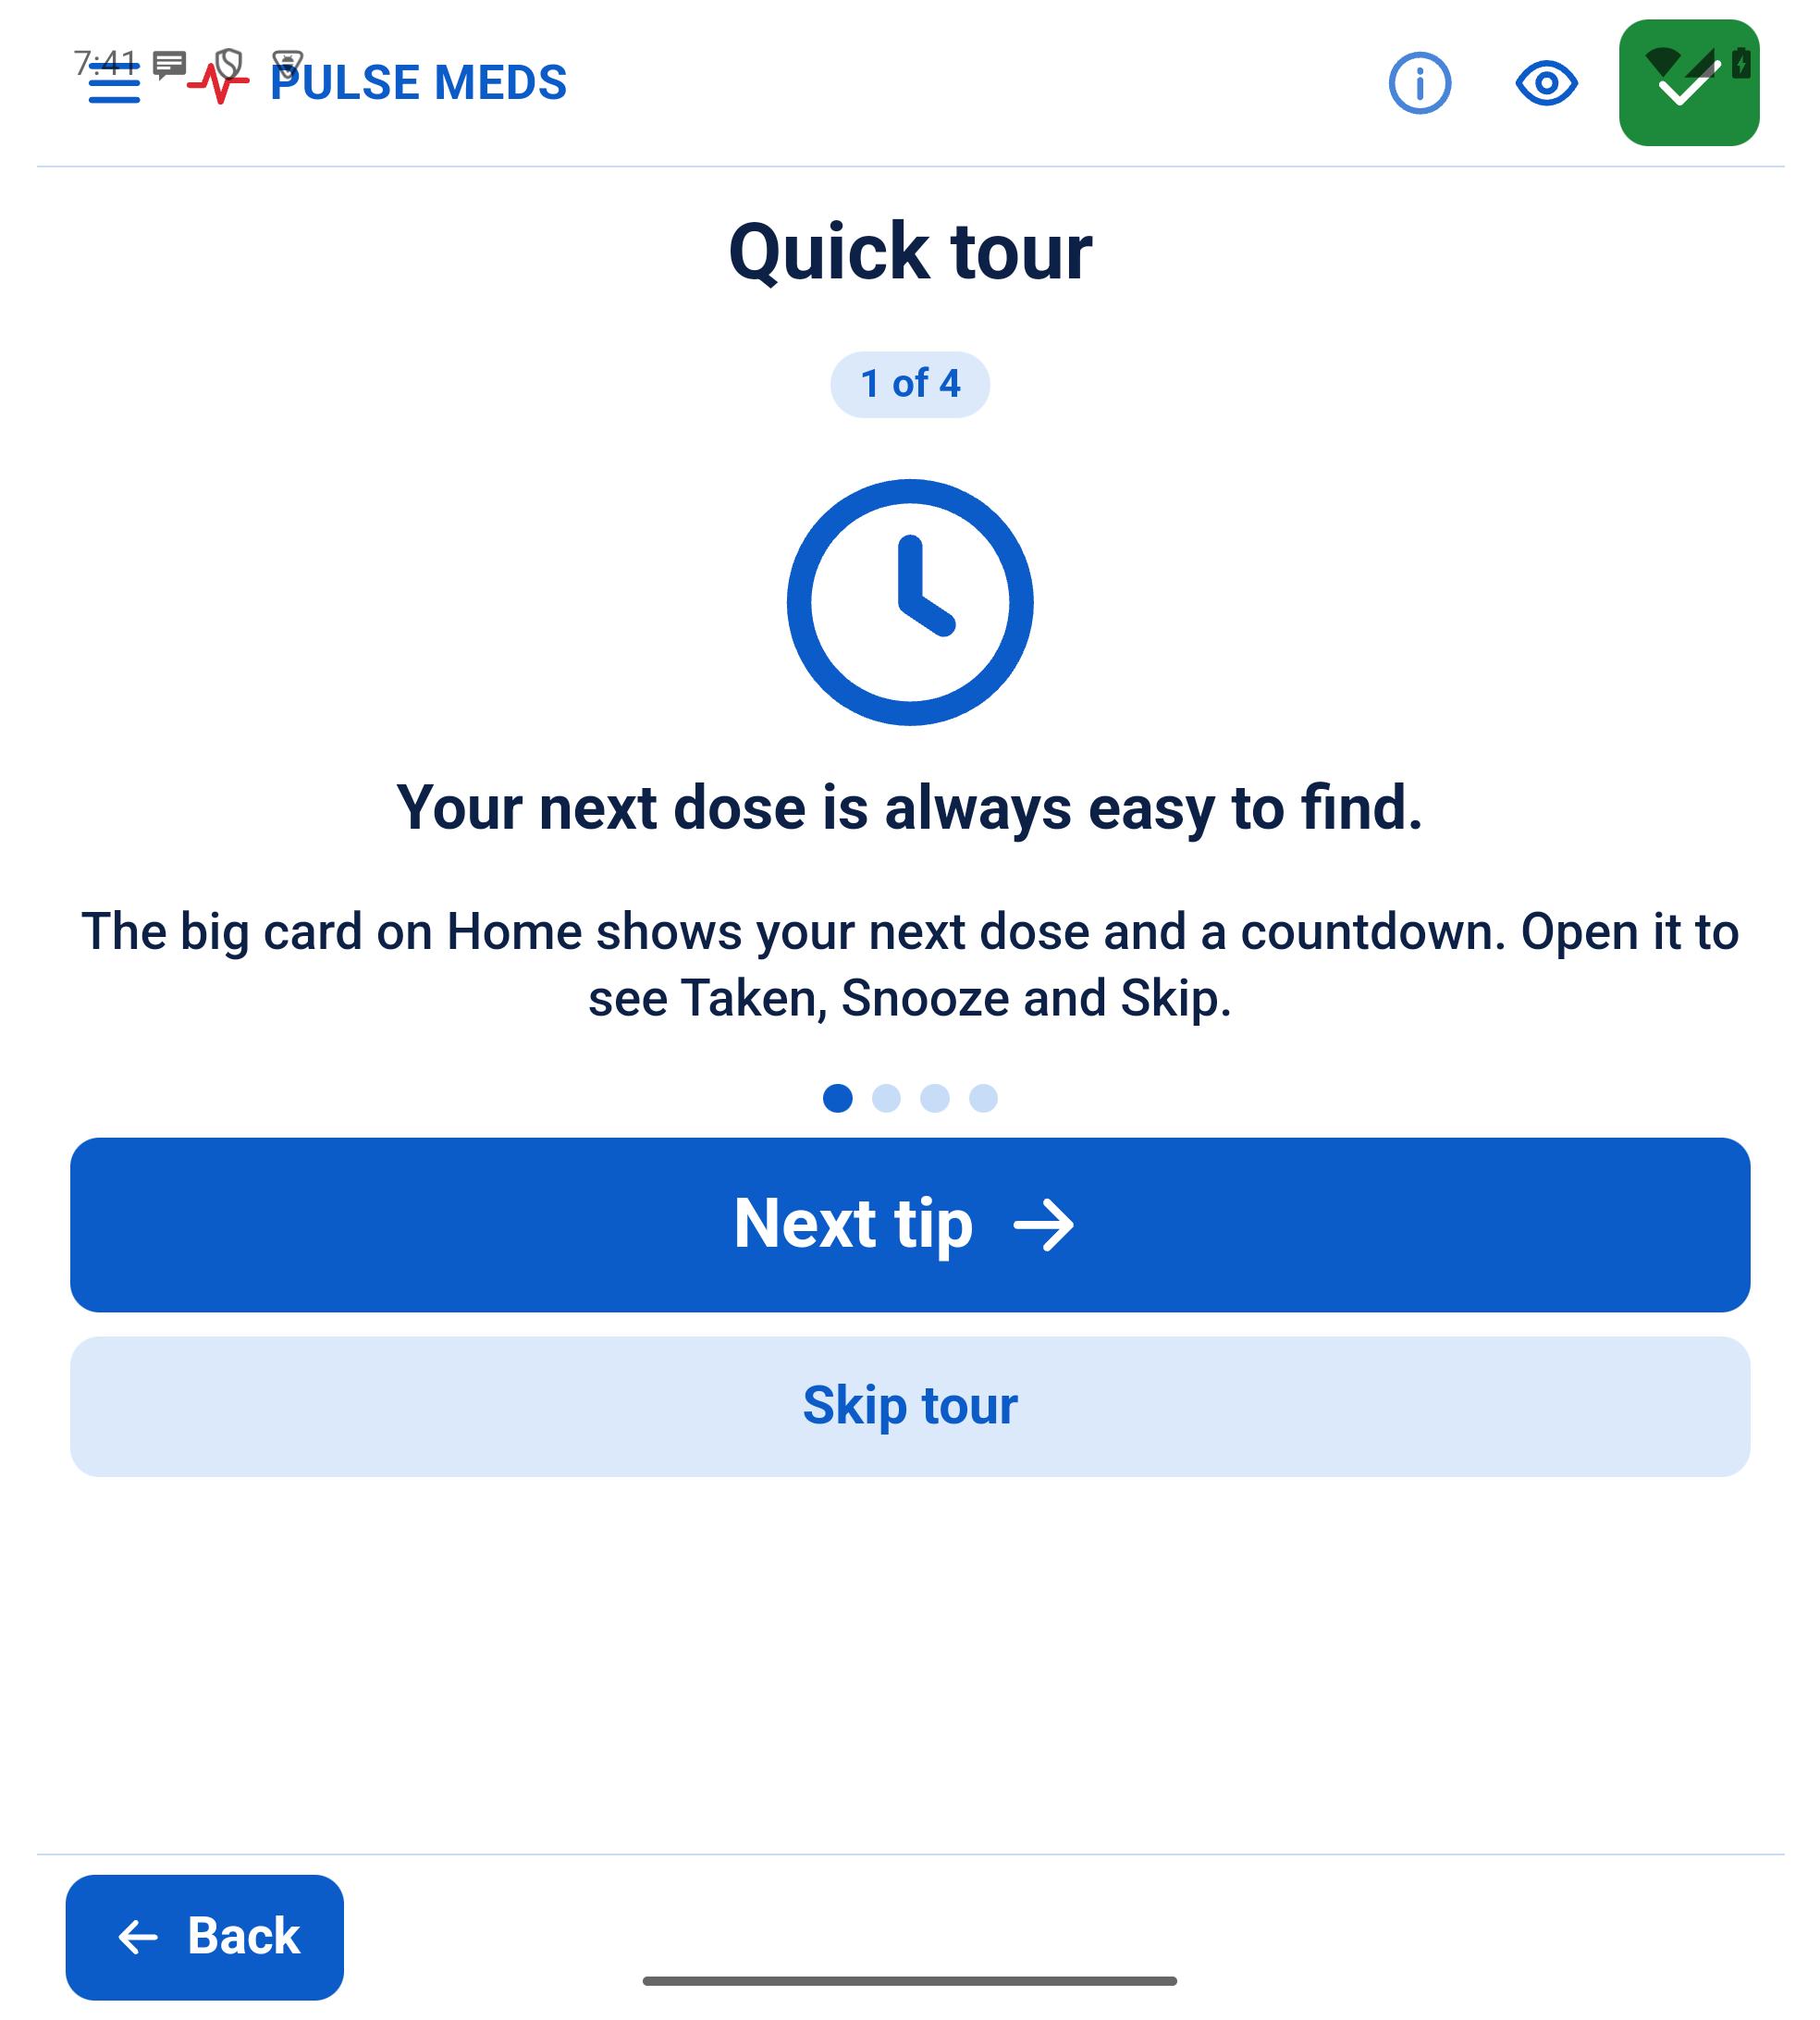 7:41
PULSE MEDS
Quick tour
1 of 4
Your next dose is always easy to find.
The big card on Home shows your next dose and a countdown. Open it to
see Taken, Snooze and Skip.
Next tip
Skip tour
Back